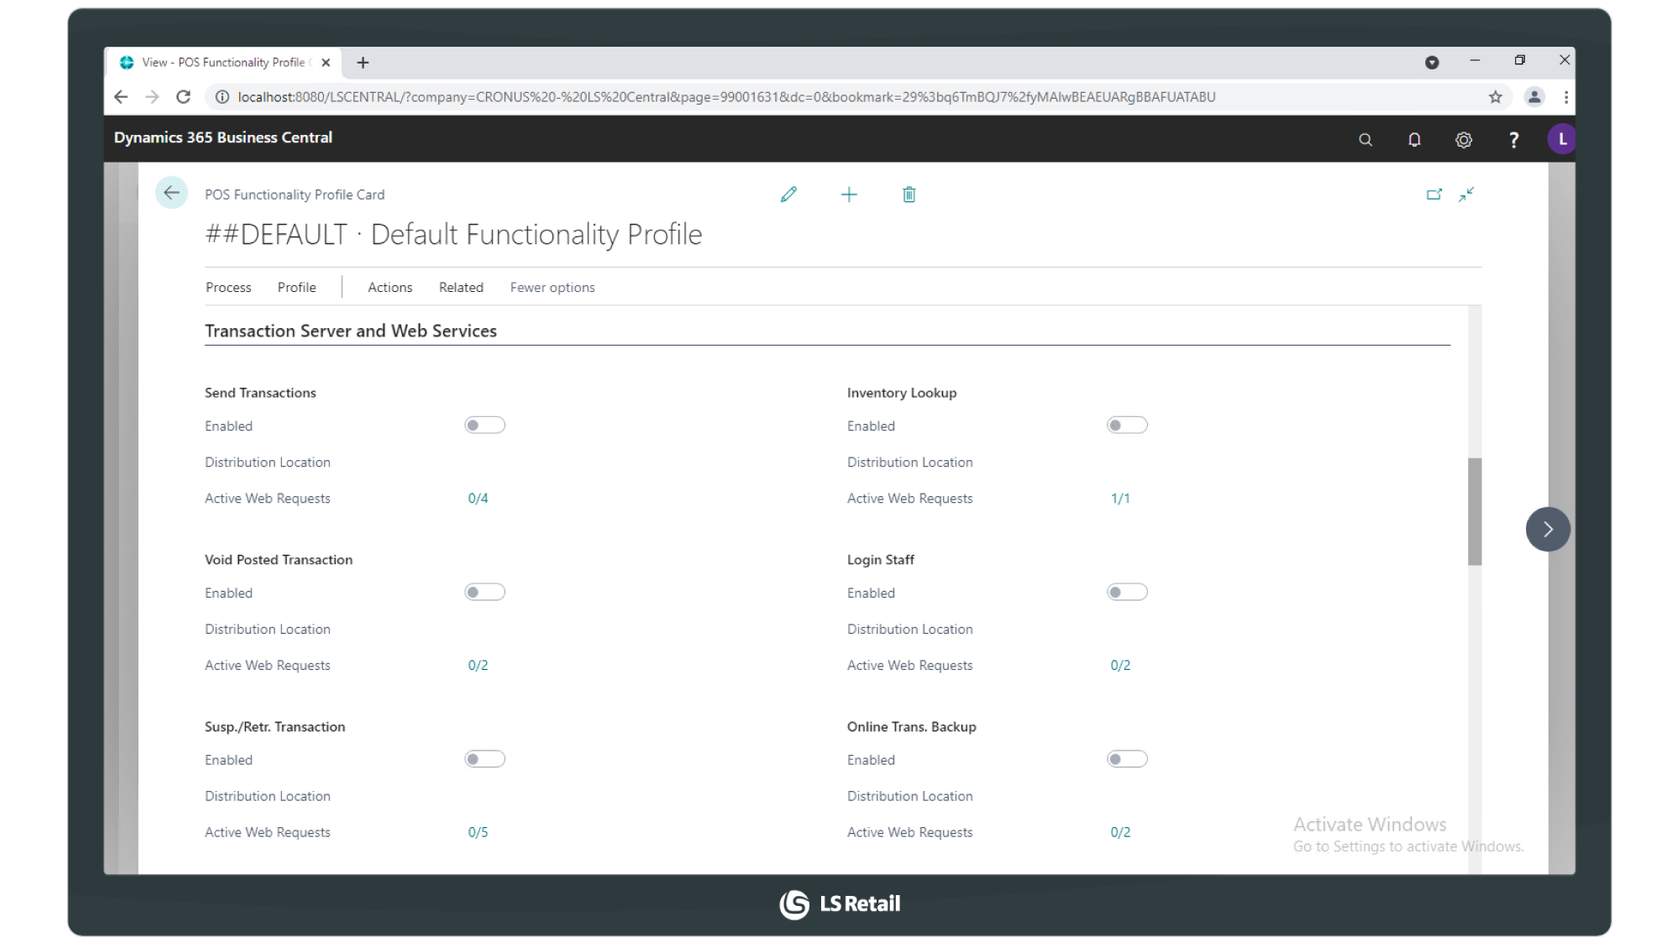 View - POS Functionality Profile C
localhost:8080/LSCENTRAL/?company=CRONUS%20-%20LS%20Central&page=99001631&dc=0&bookmark=29%3bq6TmBQJ7%2fyMAIwBEAEUARgBBAFUATABU
Dynamics 365 Business Central
? L
POS Functionality Profile Card
##DEFAULT · Default Functionality Profile
Process Profile Actions Related Fewer options
Transaction Server and Web Services
Send Transactions
Enabled
Distribution Location
Active Web Requests 0/4
Inventory Lookup
Enabled
Distribution Location
Active Web Requests 1/1
Void Posted Transaction
Enabled
Distribution Location
Active Web Requests 0/2
Login Staff
Enabled
Distribution Location
Active Web Requests 0/2
Susp./Retr. Transaction
Enabled
Distribution Location
Active Web Requests 0/5
Online Trans. Backup
Enabled
Distribution Location
Active Web Requests 0/2
Activate Windows
Go to Settings to activate Windows.
LS Retail